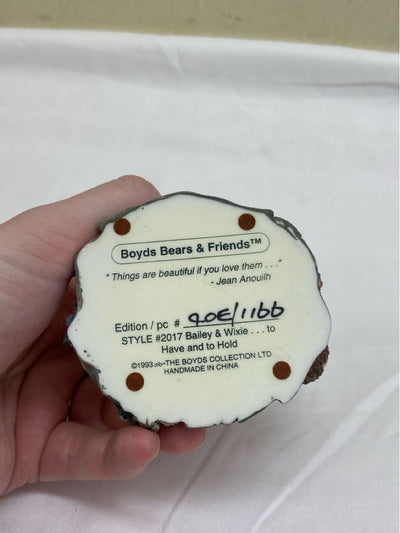 Boyds Bears & Friends™
" Things are beautiful if you love them . . ."
- Jean Anouilh
Edition / pc # 90E/1166
STYLE #2017 Bailey & Wixie . . . to
Have and to Hold
©1993 THE BOYDS COLLECTION LTD
HANDMADE IN CHINA